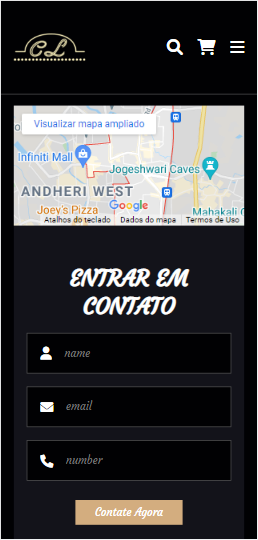 CL
Visualizar mapa ampliado
Infiniti Mall
Jogeshwari Caves
ANDHERI WEST
Joey's Pizza
Mahakali C
Google
Atalhos do teclado
Dados do mapa
Termos de Uso
ENTRAR EM
CONTATO
name
email
number
Contate Agora